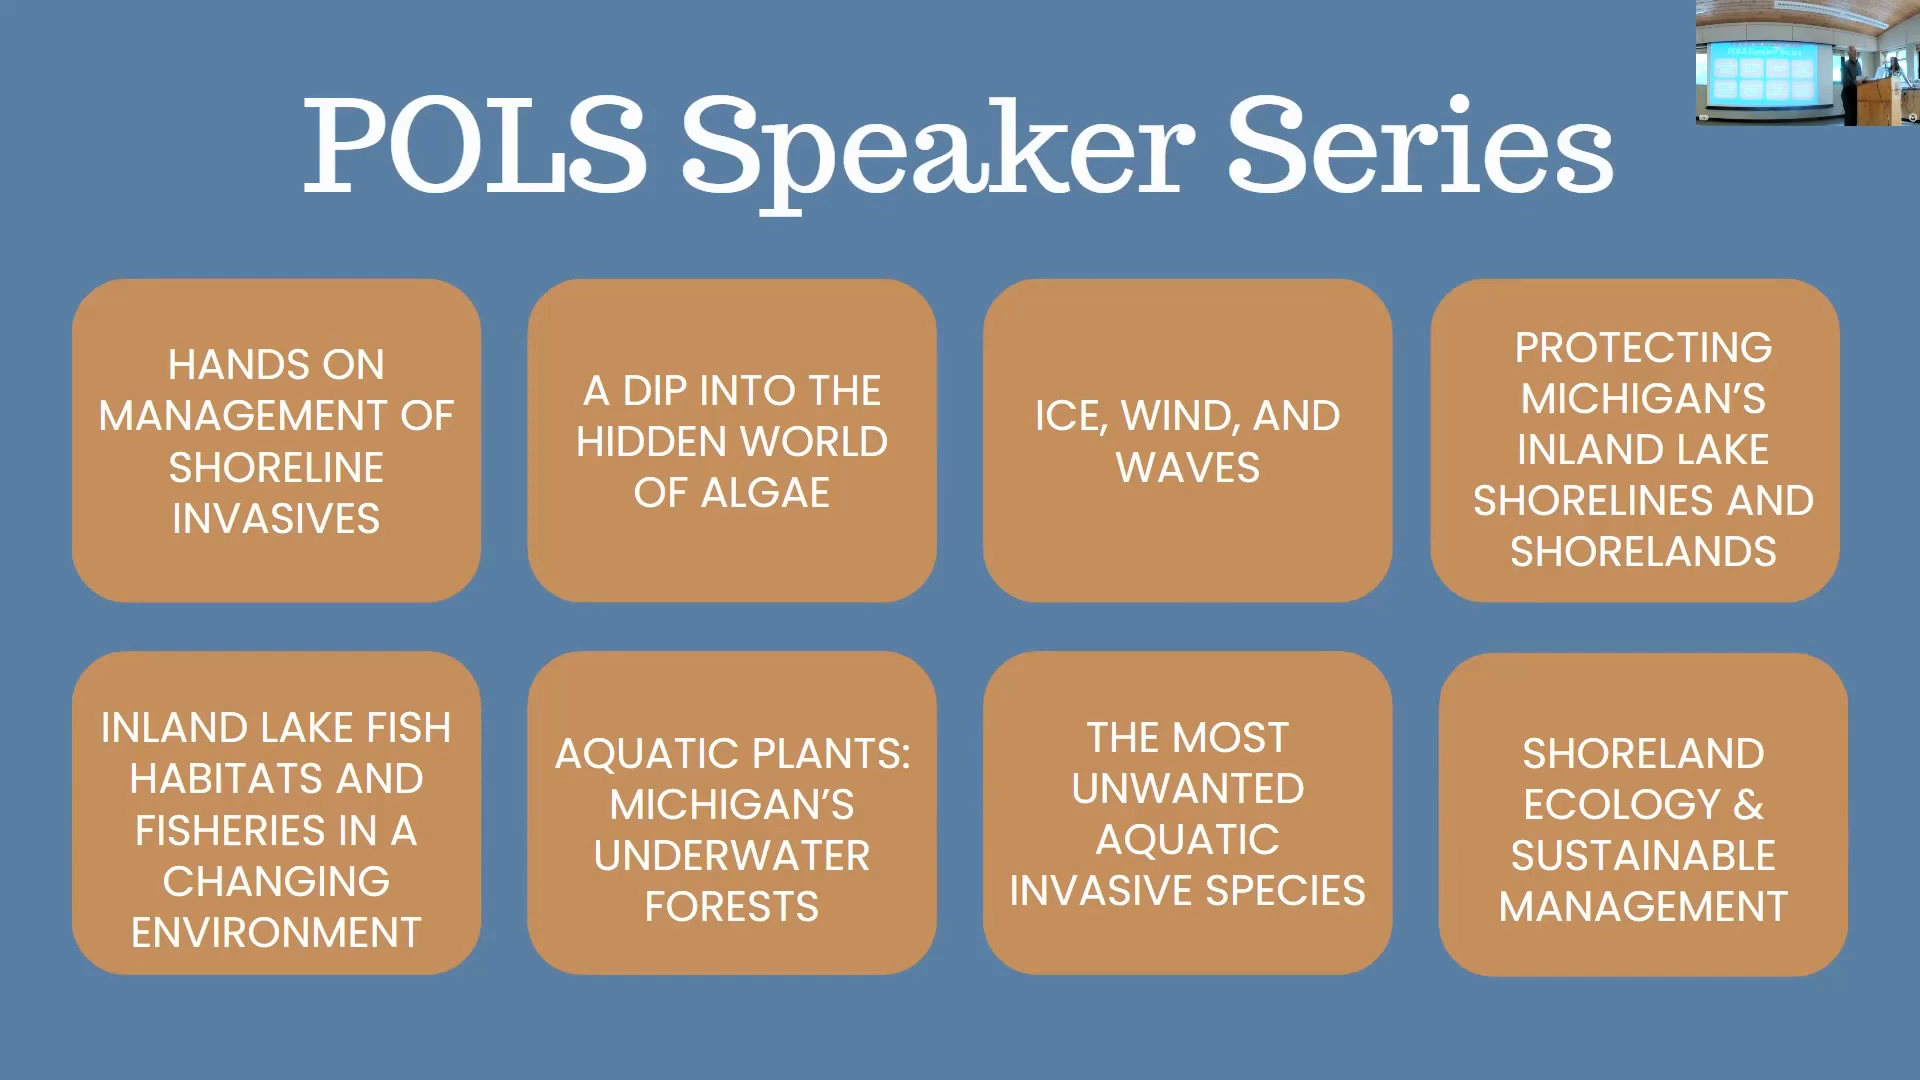 POLS Speaker Series
HANDS ON
MANAGEMENT OF
SHORELINE
INVASIVES
A DIP INTO THE
HIDDEN WORLD
OF ALGAE
ICE, WIND, AND
WAVES
PROTECTING
MICHIGAN’S
INLAND LAKE
SHORELINES AND
SHORELANDS
INLAND LAKE FISH
HABITATS AND
FISHERIES IN A
CHANGING
ENVIRONMENT
AQUATIC PLANTS:
MICHIGAN’S
UNDERWATER
FORESTS
THE MOST
UNWANTED
AQUATIC
INVASIVE SPECIES
SHORELAND
ECOLOGY &
SUSTAINABLE
MANAGEMENT